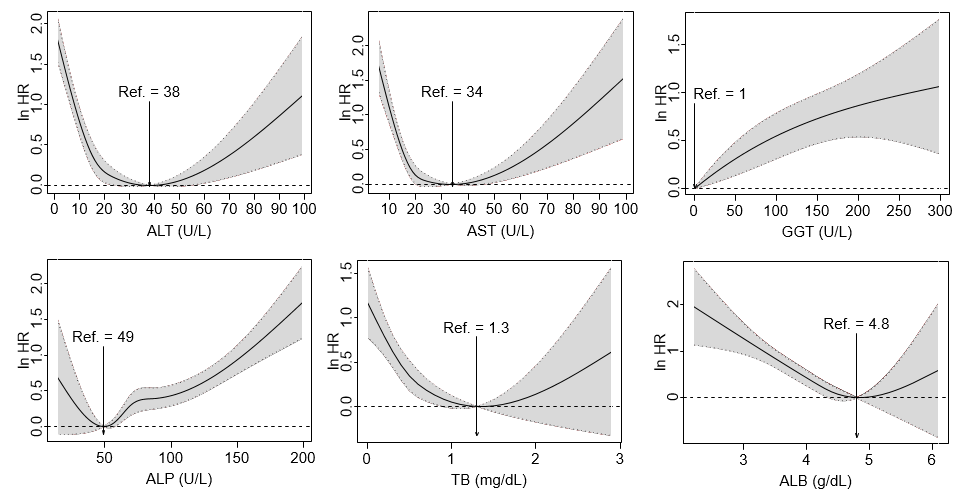 ln HR
0.0 0.5 1.0 1.5 2.0
Ref. = 38
0 10 20 30 40 50 60 70 80 90 100
ALT (U/L)
ln HR
0.0 0.5 1.0 1.5 2.0
Ref. = 34
10 20 30 40 50 60 70 80 90 100
AST (U/L)
ln HR
0.0 0.5 1.0 1.5
Ref. = 1
0 50 100 150 200 250 300
GGT (U/L)
ln HR
0.0 0.5 1.0 1.5 2.0
Ref. = 49
50 100 150 200
ALP (U/L)
ln HR
0.0 0.5 1.0 1.5
Ref. = 1.3
0 1 2 3
TB (mg/dL)
ln HR
0 1 2
Ref. = 4.8
3 4 5 6
ALB (g/dL)